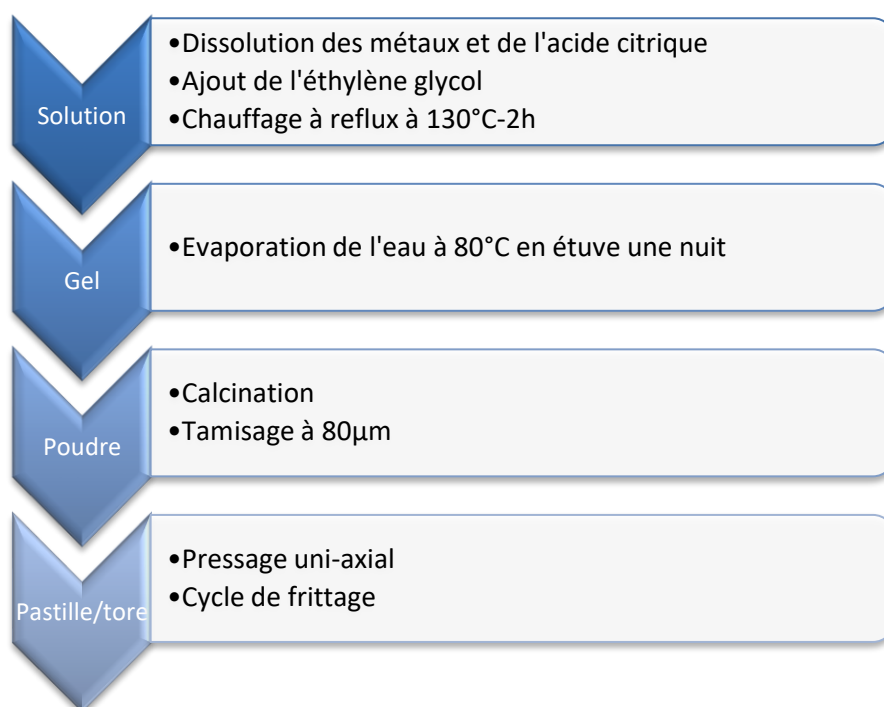 Solution
•Dissolution des métaux et de l'acide citrique
•Ajout de l'éthylène glycol
•Chauffage à reflux à 130°C-2h
Gel
•Evaporation de l'eau à 80°C en étuve une nuit
Poudre
•Calcination
•Tamisage à 80µm
Pastille/tore
•Pressage uni-axial
•Cycle de frittage